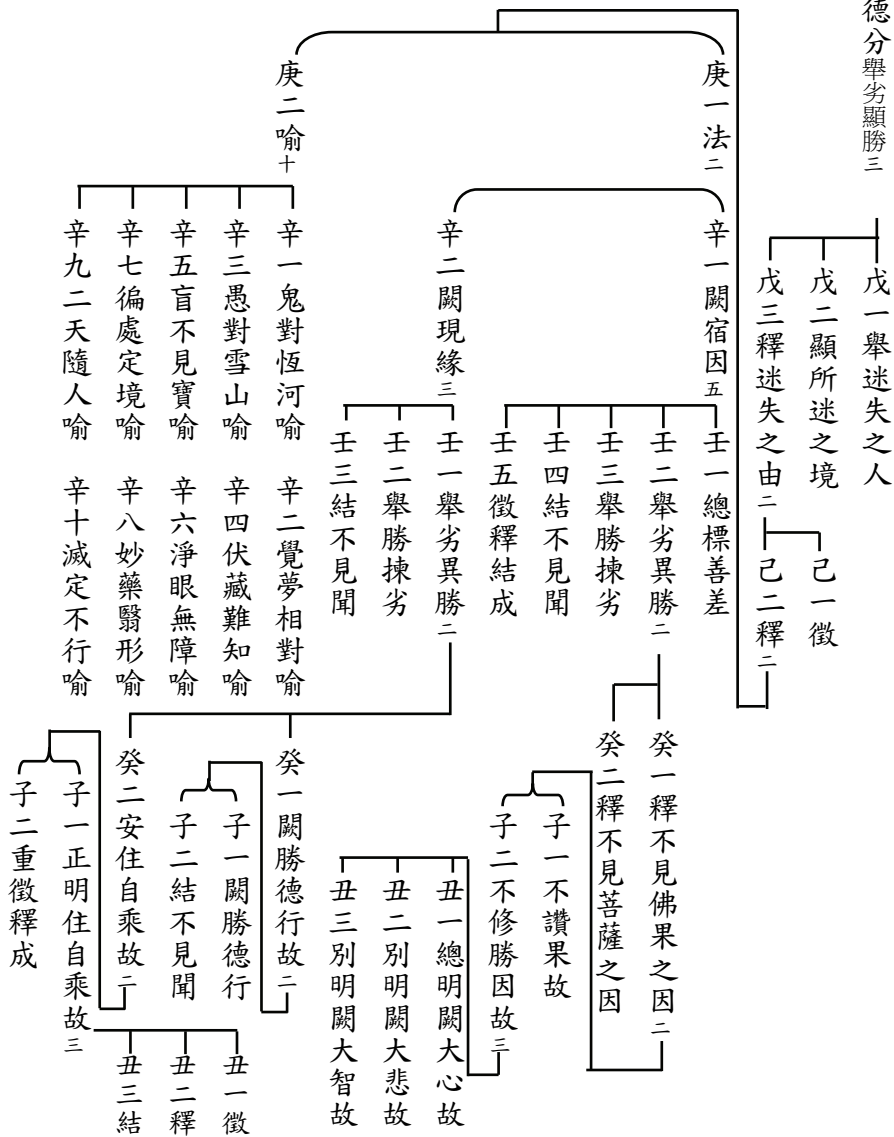 德分舉劣顯勝三
戊一舉迷失之人
戊二顯所迷之境
戊三釋迷失之由二
己一徵
己二釋二
庚一法二
庚二喻十
辛一闕宿因五
辛二闕現緣三
壬一總標善差
壬二舉劣異勝二
壬三舉勝揀劣
壬四結不見聞
壬五徵釋結成
癸一釋不見佛果之因二
癸二釋不見菩薩之因
子一不讚果故
子二不修勝因故三
丑一總明闕大心故
丑二別明闕大悲故
丑三別明闕大智故
壬一舉劣異勝二
壬二舉勝揀劣
壬三結不見聞
癸一闕勝德行故二
癸二安住自乘故二
子一闕勝德行
子二結不見聞
子一正明住自乘故三
子二重徵釋成
丑一徵
丑二釋
丑三結
辛一鬼對恆河喻
辛二覺夢相對喻
辛三愚對雪山喻
辛四伏藏難知喻
辛五盲不見寶喻
辛六淨眼無障喻
辛七徧處定境喻
辛八妙藥翳形喻
辛九二天隨人喻
辛十滅定不行喻